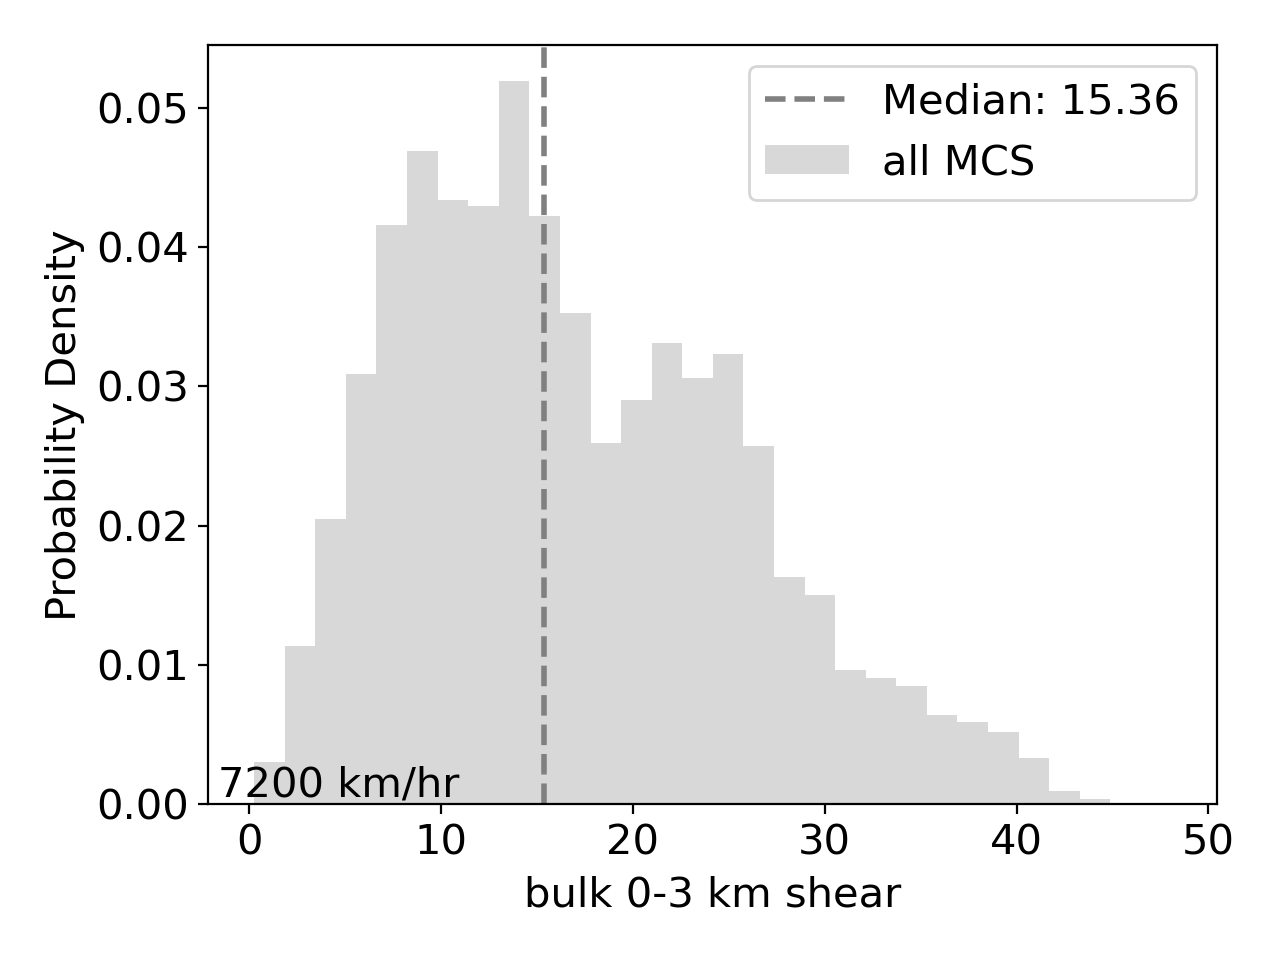 Median: 15.36
all MCS
Probability Density
0.05
0.04
0.03
0.02
0.01
0.00
7200 km/hr
0 10 20 30 40 50
bulk 0-3 km shear